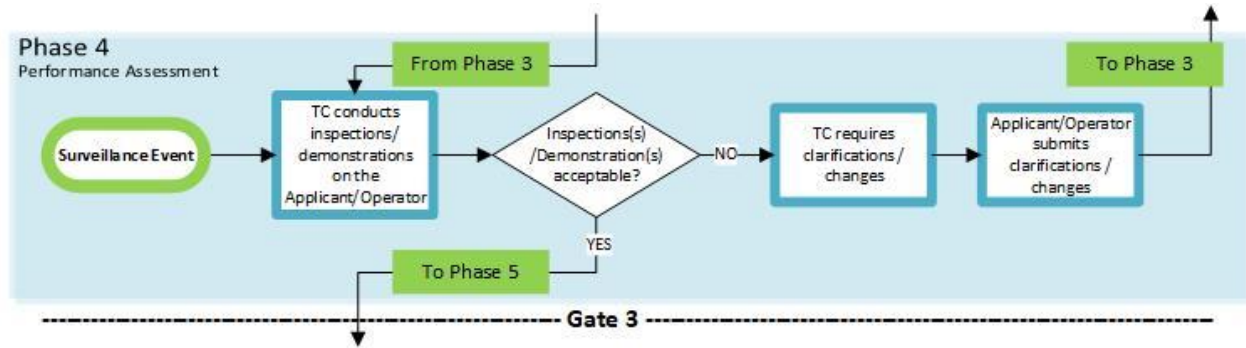 Phase 4
Performance Assessment
From Phase 3
To Phase 3
Surveillance Event
TC conducts
inspections/
demonstrations
on the
Applicant/Operator
Inspections(s)
/Demonstration(s)
acceptable?
NO
TC requires
clarifications /
changes
Applicant/Operator
submits
clarifications /
changes
YES
To Phase 5
Gate 3